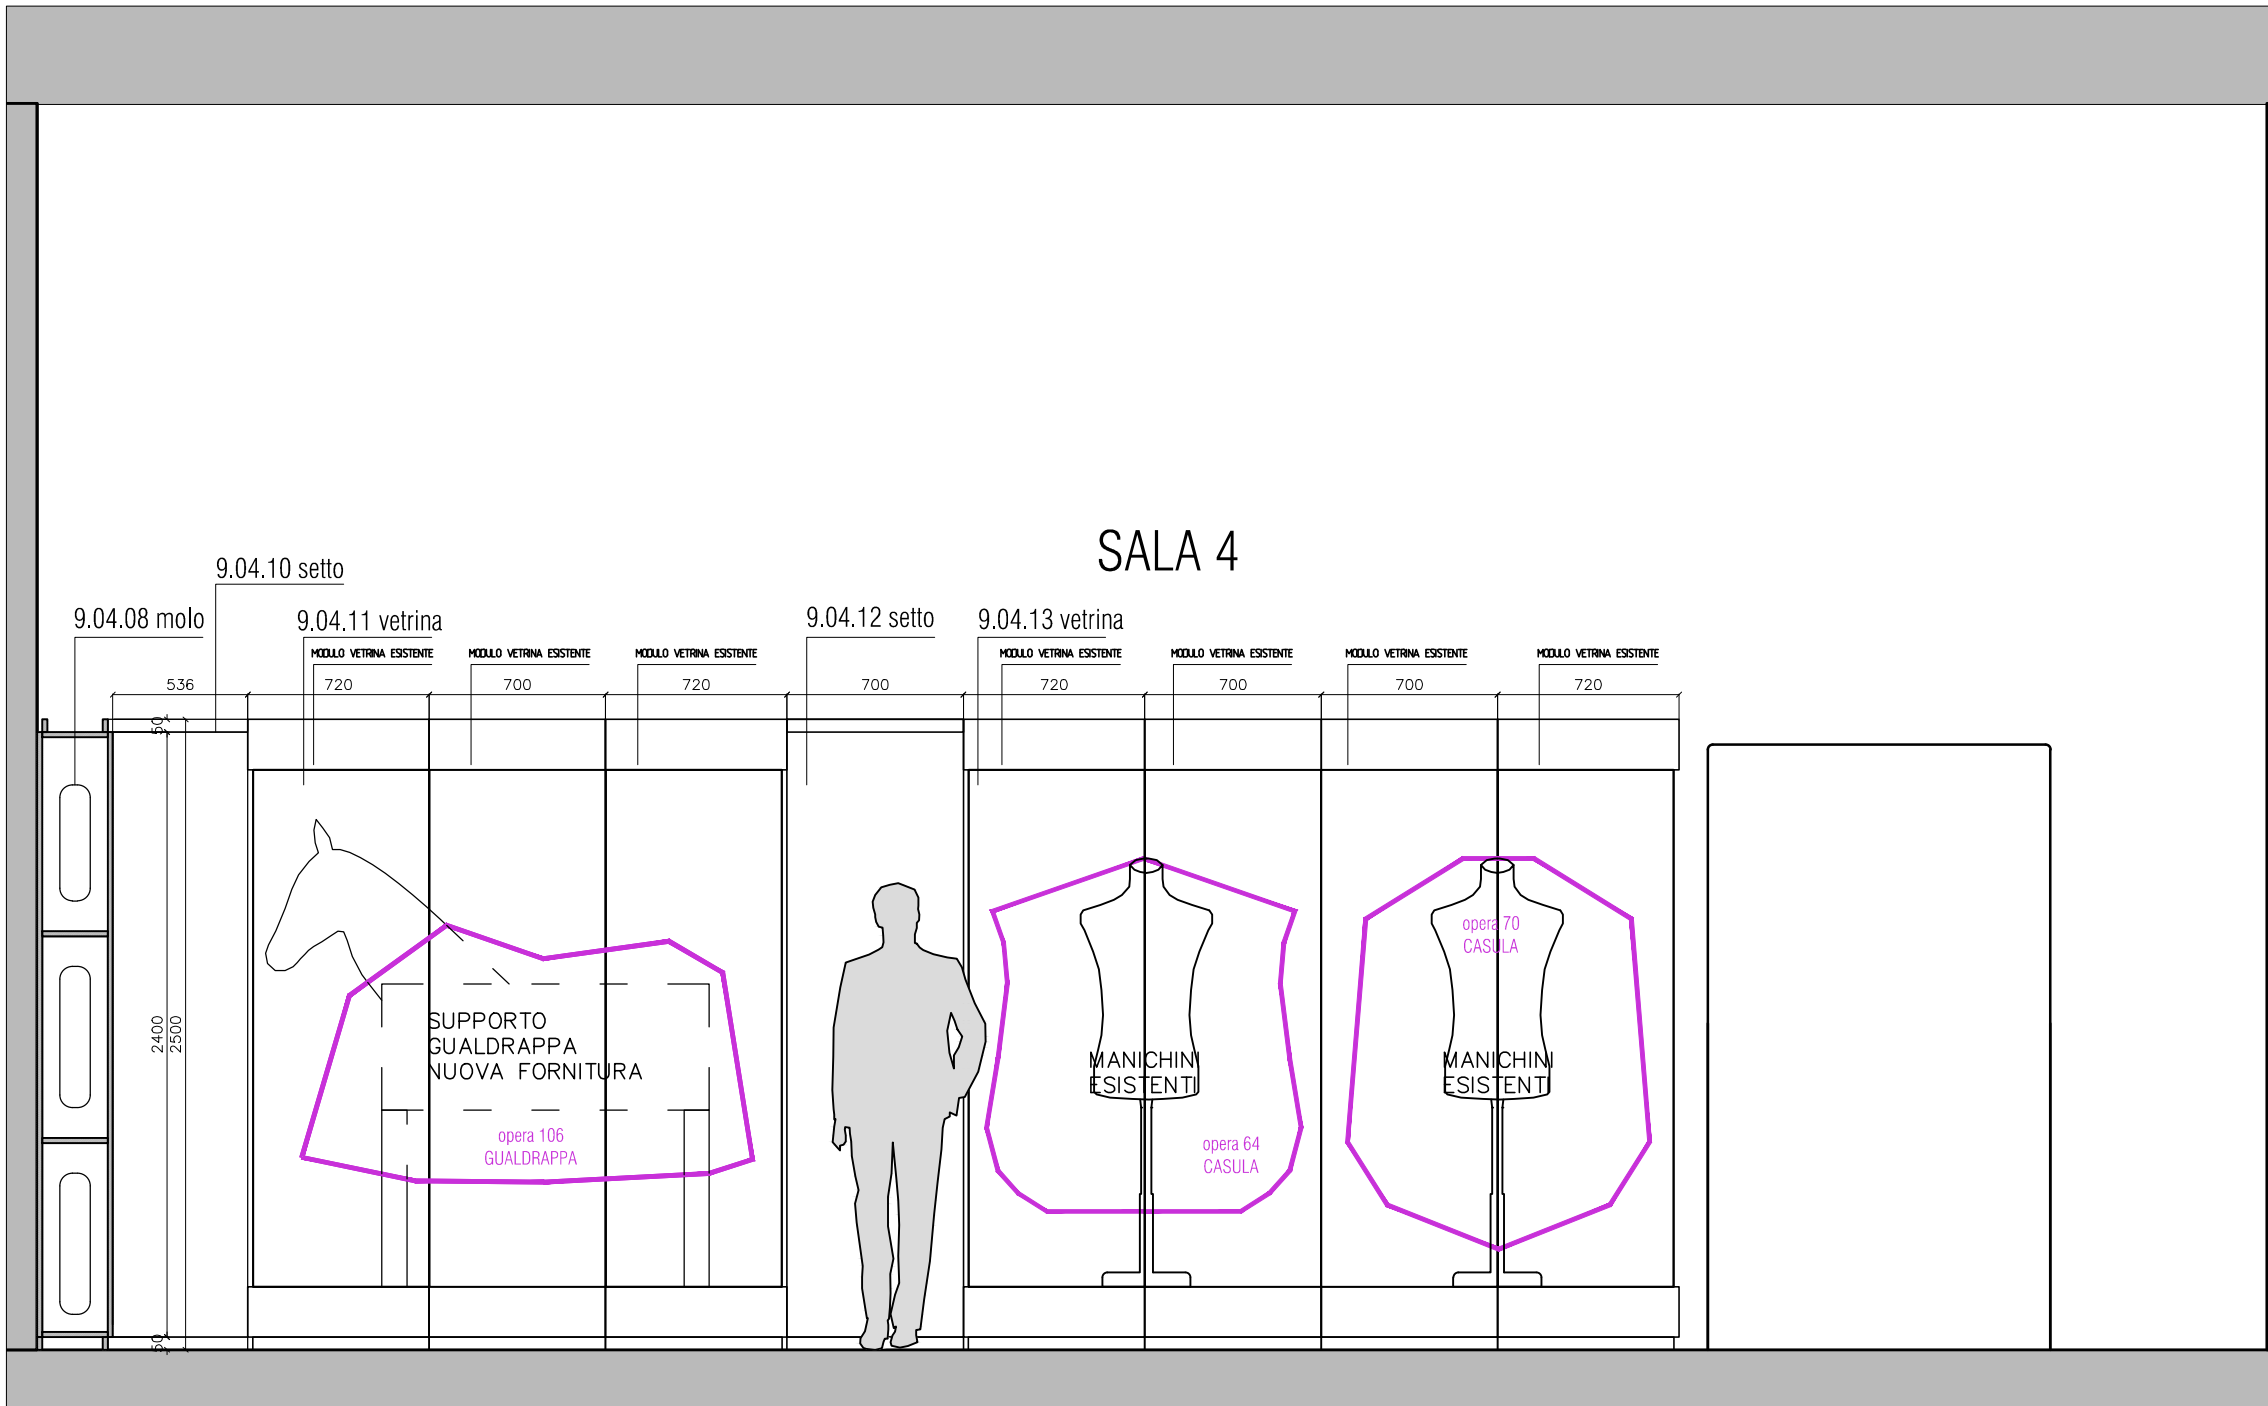 SALA 4
9.04.10 setto
9.04.08 molo
9.04.11 vetrina
9.04.12 setto
9.04.13 vetrina
MODULO VETRINA ESISTENTE
MODULO VETRINA ESISTENTE
MODULO VETRINA ESISTENTE
MODULO VETRINA ESISTENTE
MODULO VETRINA ESISTENTE
MODULO VETRINA ESISTENTE
MODULO VETRINA ESISTENTE
536
720
700
720
700
720
700
700
720
50
2400
2500
50
SUPPORTO
GUALDRAPPA
NUOVA FORNITURA
opera 106
GUALDRAPPA
MANICHINI
ESISTENTI
opera 64
CASULA
opera 70
CASULA
MANICHINI
ESISTENTI